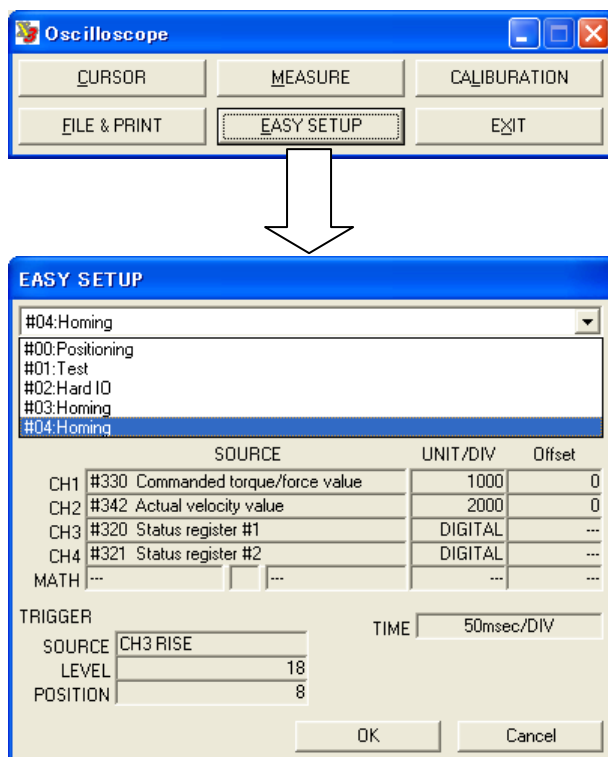 Oscilloscope
CURSOR MEASURE CALIBURATION
FILE & PRINT EASY SETUP EXIT
EASY SETUP
#04:Homing
#00:Positioning
#01:Test
#02:Hard IO
#03:Homing
#04:Homing
SOURCE UNIT/DIV Offset
CH1 #330 Commanded torque/force value 1000 0
CH2 #342 Actual velocity value 2000 0
CH3 #320 Status register #1 DIGITAL ---
CH4 #321 Status register #2 DIGITAL ---
MATH --- --- --- ---
TRIGGER
TIME 50msec/DIV
SOURCE CH3 RISE
LEVEL 18
POSITION 8
OK Cancel